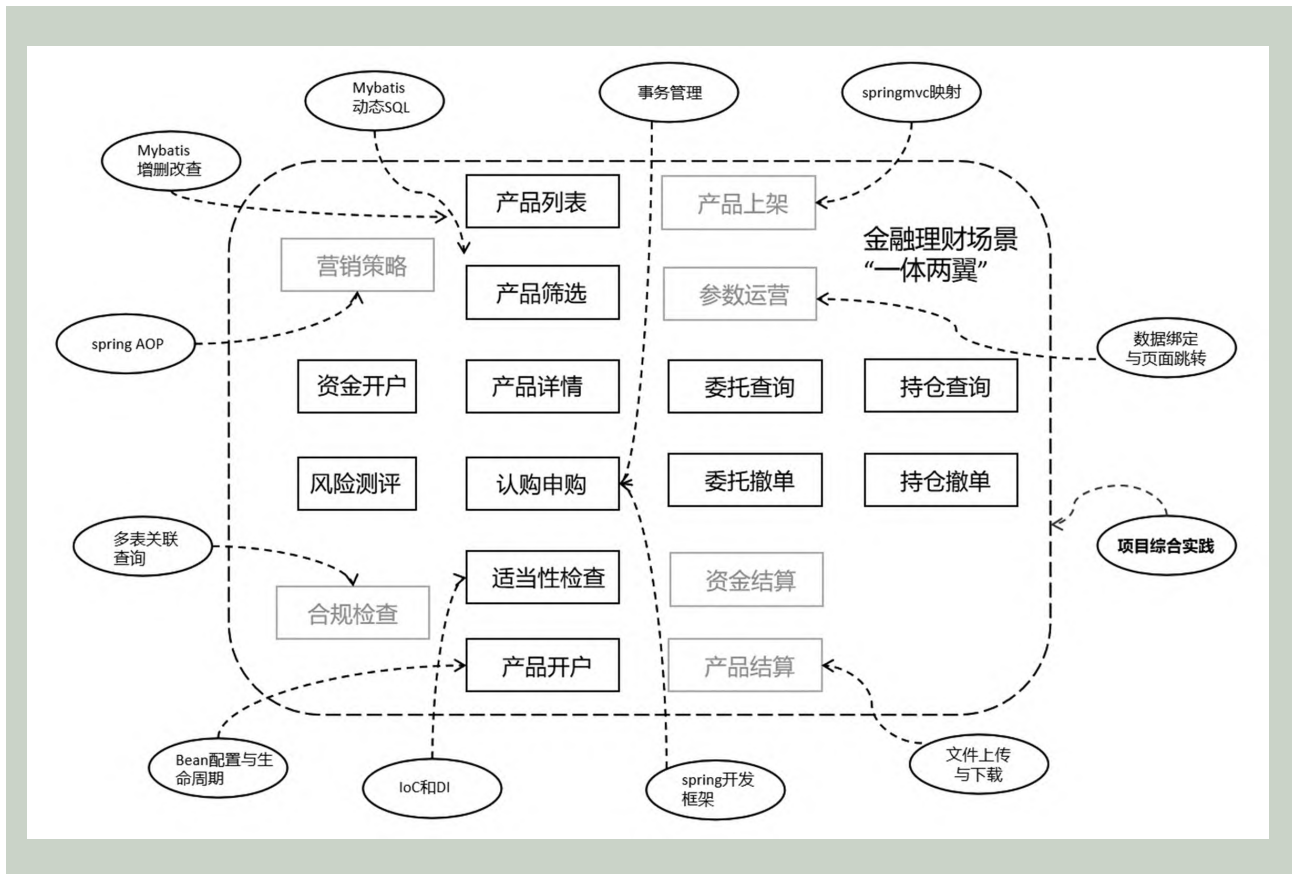 Mybatis
动态SQL
事务管理
springmvc映射
Mybatis
增删改查
产品列表
产品上架
金融理财场景
“一体两翼”
营销策略
产品筛选
参数运营
spring AOP
数据绑定
与页面跳转
资金开户
产品详情
委托查询
持仓查询
风险测评
认购申购
委托撤单
持仓撤单
多表关联
查询
项目综合实践
适当性检查
资金结算
合规检查
产品开户
产品结算
Bean配置与生
命周期
IoC和DI
spring开发
框架
文件上传
与下载